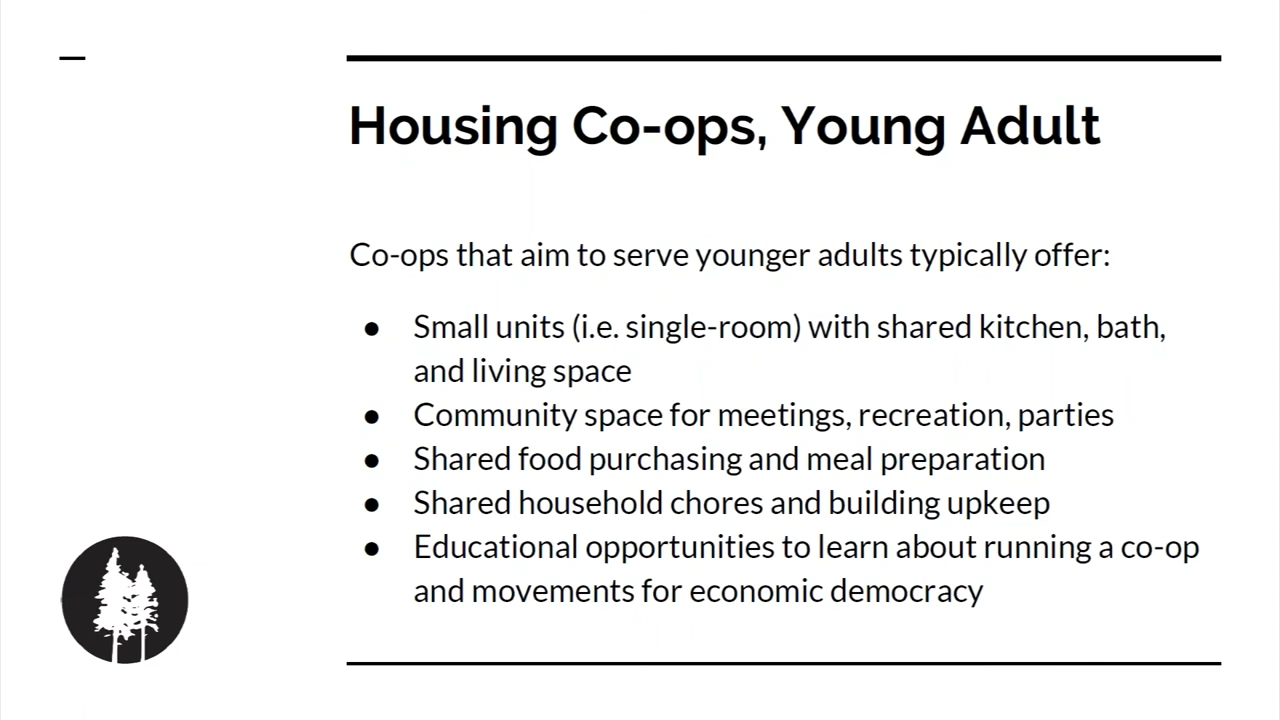 Housing Co-ops, Young Adult
Co-ops that aim to serve younger adults typically offer:
● Small units (i.e. single-room) with shared kitchen, bath,
and living space
● Community space for meetings, recreation, parties
● Shared food purchasing and meal preparation
● Shared household chores and building upkeep
● Educational opportunities to learn about running a co-op
and movements for economic democracy